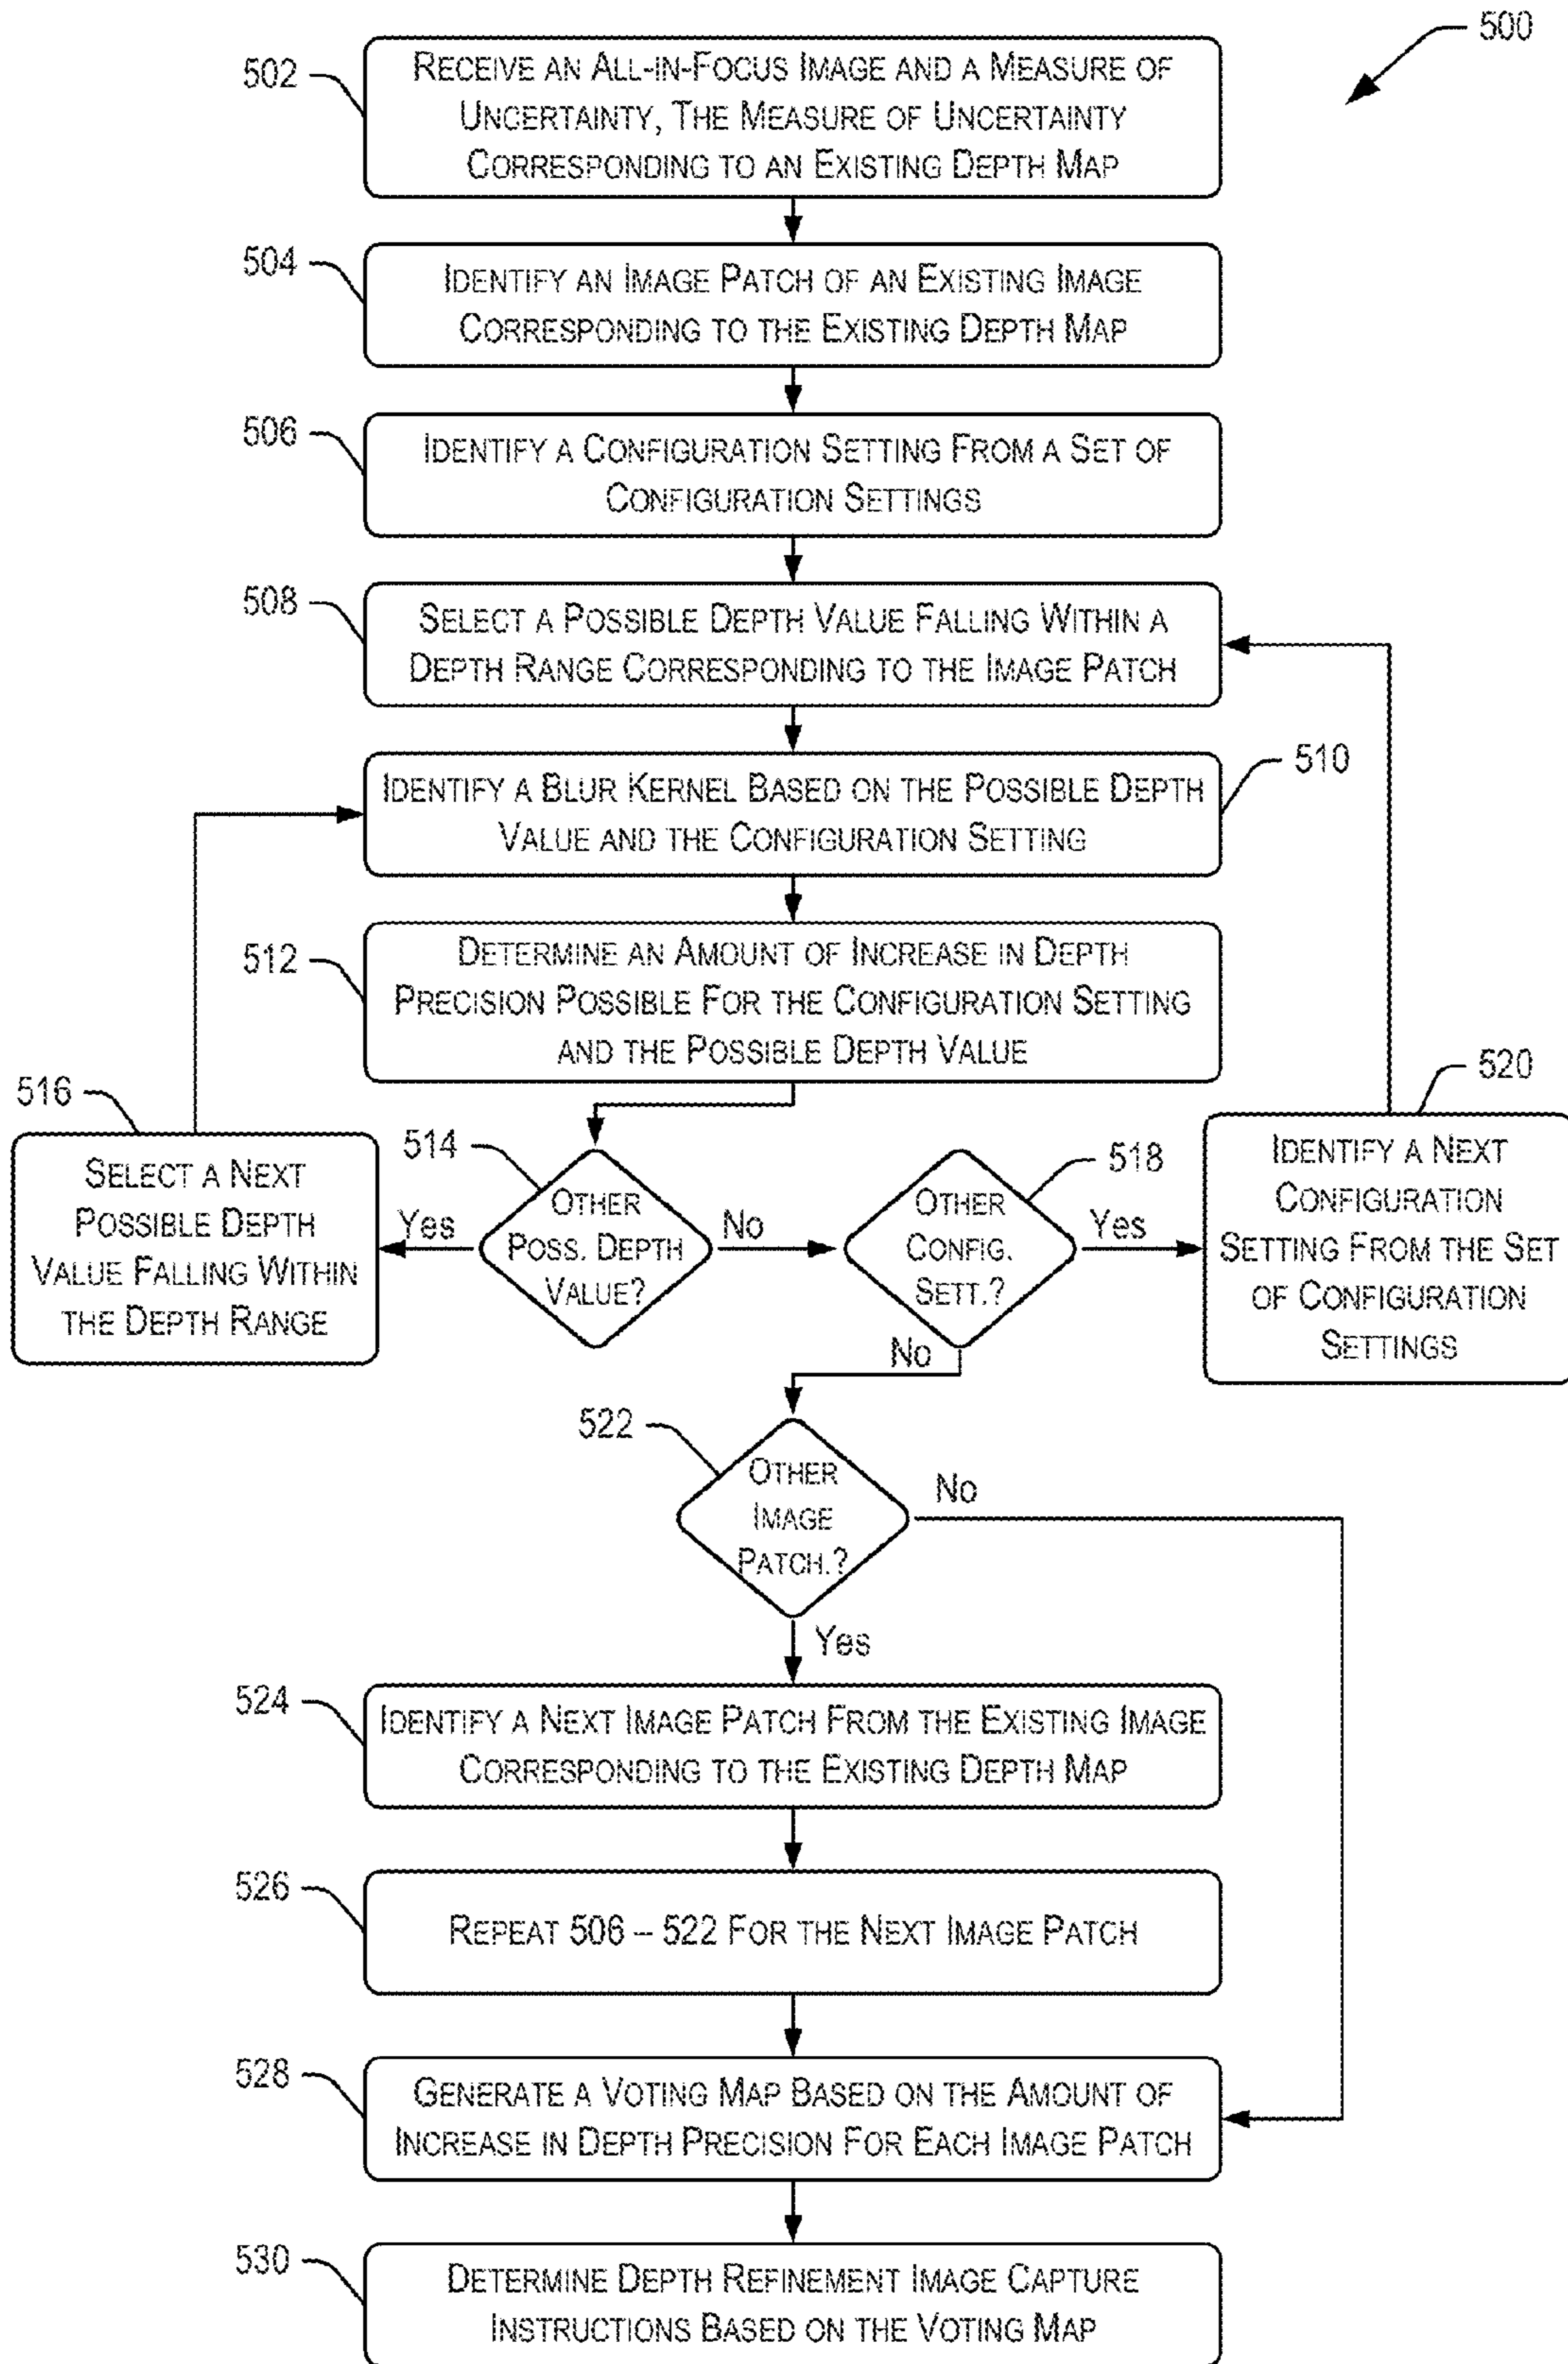 500
502
RECEIVE AN ALL-IN-FOCUS IMAGE AND A MEASURE OF
UNCERTAINTY, THE MEASURE OF UNCERTAINTY
CORRESPONDING TO AN EXISTING DEPTH MAP
504
IDENTIFY AN IMAGE PATCH OF AN EXISTING IMAGE
CORRESPONDING TO THE EXISTING DEPTH MAP
506
IDENTIFY A CONFIGURATION SETTING FROM A SET OF
CONFIGURATION SETTINGS
508
SELECT A POSSIBLE DEPTH VALUE FALLING WITHIN A
DEPTH RANGE CORRESPONDING TO THE IMAGE PATCH
510
IDENTIFY A BLUR KERNEL BASED ON THE POSSIBLE DEPTH
VALUE AND THE CONFIGURATION SETTING
512
DETERMINE AN AMOUNT OF INCREASE IN DEPTH
PRECISION POSSIBLE FOR THE CONFIGURATION SETTING
AND THE POSSIBLE DEPTH VALUE
516
SELECT A NEXT
POSSIBLE DEPTH
VALUE FALLING WITHIN
THE DEPTH RANGE
Yes
514
OTHER
POSS. DEPTH
VALUE?
No
518
OTHER
CONFIG.
SETT.?
Yes
No
520
IDENTIFY A NEXT
CONFIGURATION
SETTING FROM THE SET
OF CONFIGURATION
SETTINGS
522
OTHER
IMAGE
PATCH.?
No
Yes
524
IDENTIFY A NEXT IMAGE PATCH FROM THE EXISTING IMAGE
CORRESPONDING TO THE EXISTING DEPTH MAP
526
REPEAT 506 – 522 FOR THE NEXT IMAGE PATCH
528
GENERATE A VOTING MAP BASED ON THE AMOUNT OF
INCREASE IN DEPTH PRECISION FOR EACH IMAGE PATCH
530
DETERMINE DEPTH REFINEMENT IMAGE CAPTURE
INSTRUCTIONS BASED ON THE VOTING MAP